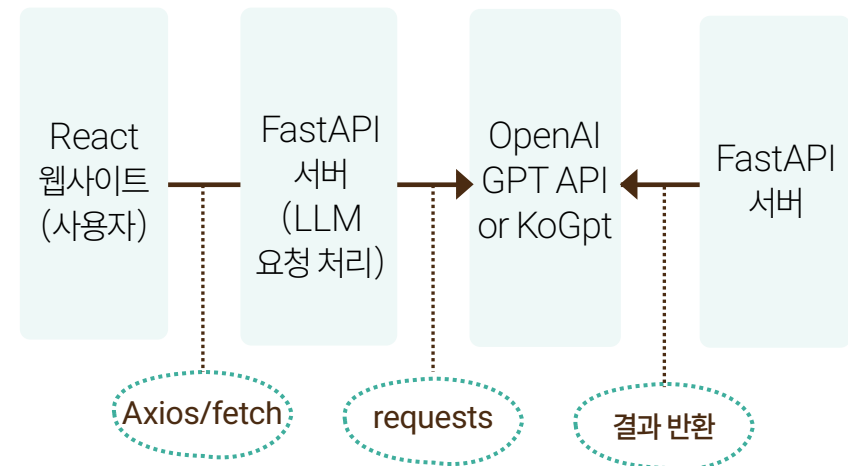 React
웹사이트
(사용자)
FastAPI
서버
(LLM
요청 처리)
OpenAI
GPT API
or KoGpt
FastAPI
서버
Axios/fetch
requests
결과 반환